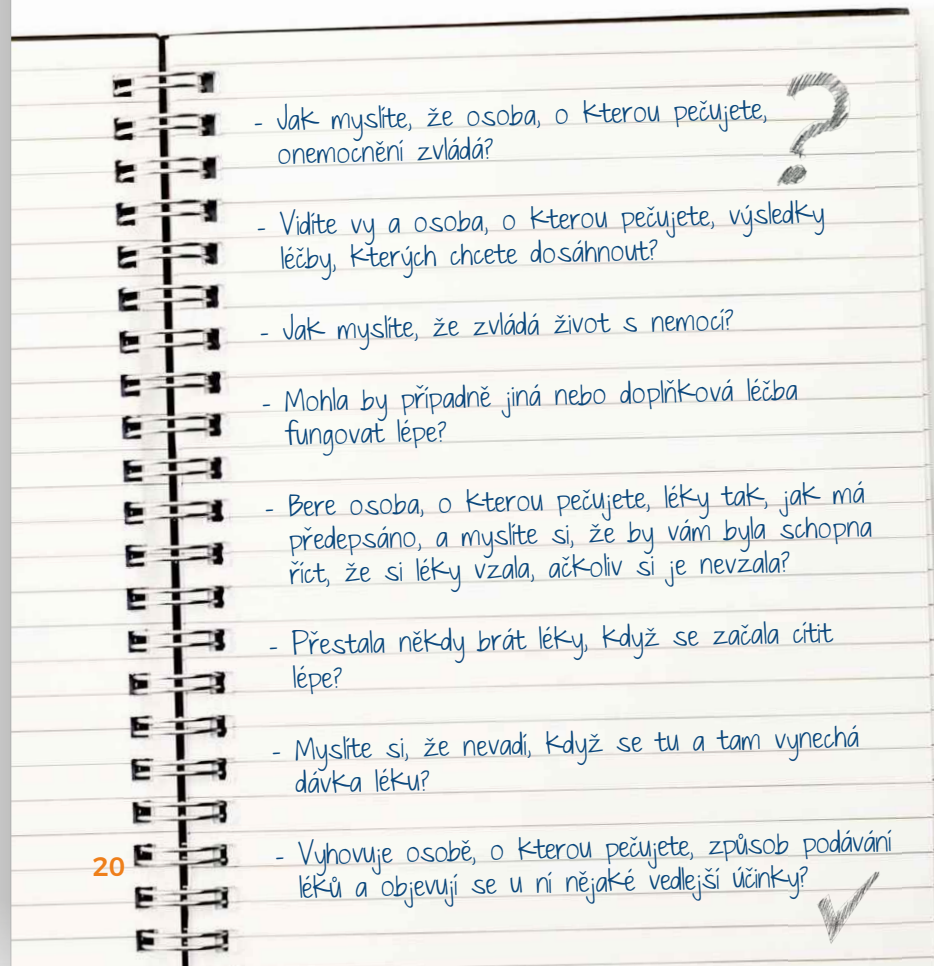 - Jak myslíte, že osoba, o kterou pečujete,
onemocnění zvládá?
- Vidíte vy a osoba, o kterou pečujete, výsledky
léčby, kterých chcete dosáhnout?
- Jak myslíte, že zvládá život s nemocí?
- Mohla by případně jiná nebo doplňková léčba
fungovat lépe?
- Bere osoba, o kterou pečujete, léky tak, jak má
předepsáno, a myslíte si, že by vám byla schopna
říct, že si léky vzala, ačkoliv si je nevzala?
- Přestala někdy brát léky, když se začala cítit
lépe?
- Myslíte si, že nevadí, když se tu a tam vynechá
dávka léku?
- Vyhovuje osobě, o kterou pečujete, způsob podávání
léků a objevují se u ní nějaké vedlejší účinky?
20